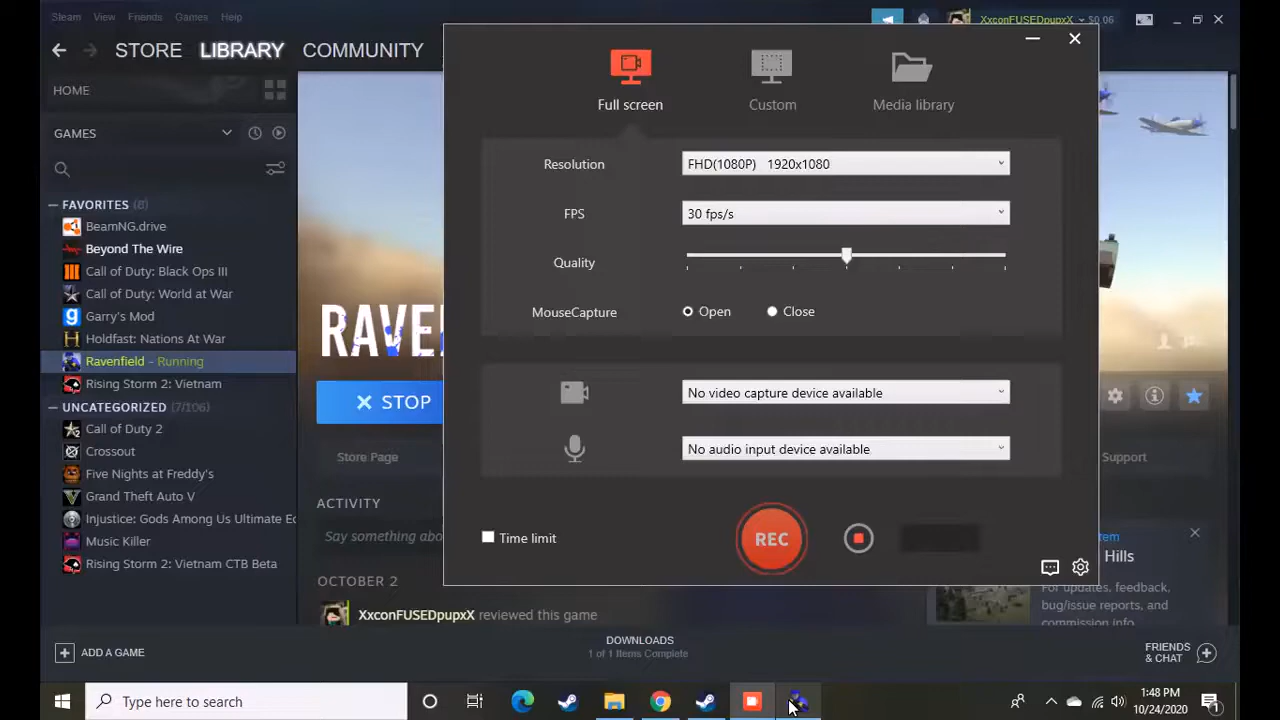 Steam View Friends Games Help
XxconFUSEDpupxX $0.06
STORE LIBRARY COMMUNITY
HOME
GAMES
FAVORITES (8)
BeamNG.drive
Beyond The Wire
Call of Duty: Black Ops III
Call of Duty: World at War
Garry's Mod
Holdfast: Nations At War
Ravenfield - Running
Rising Storm 2: Vietnam
UNCATEGORIZED (7/106)
Call of Duty 2
Crossout
Five Nights at Freddy's
Grand Theft Auto V
Injustice: Gods Among Us Ultimate Ed
Music Killer
Rising Storm 2: Vietnam CTB Beta
RAVE
STOP
Store Page
Support
ACTIVITY
Say something abo
OCTOBER 2
XxconFUSEDpupxX reviewed this game
Full screen
Custom
Media library
Resolution FHD(1080P) 1920x1080
FPS 30 fps/s
Quality
MouseCapture Open Close
No video capture device available
No audio input device available
Time limit
REC
tem
Hills
For updates, feedback,
bug/issue reports, and
commission info.
ADD A GAME
DOWNLOADS
1 of 1 Items Complete
FRIENDS
& CHAT
Type here to search
1:48 PM
10/24/2020
1